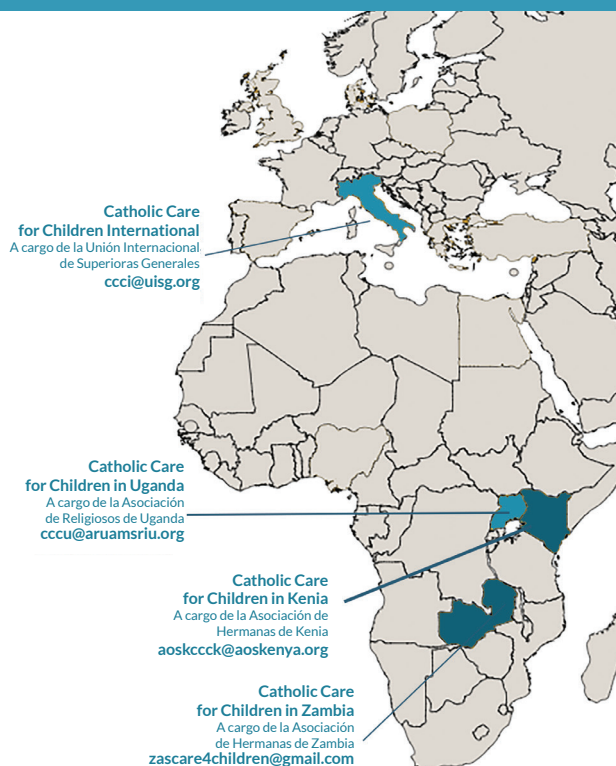 Catholic Care
for Children International
A cargo de la Unión Internacional
de Superioras Generales
ccci@uisg.org
Catholic Care
for Children in Uganda
A cargo de la Asociación
de Religiosos de Uganda
cccu@aruamsriu.org
Catholic Care
for Children in Kenia
A cargo de la Asociación de
Hermanas de Kenia
aoskccck@aoskenya.org
Catholic Care
for Children in Zambia
A cargo de la Asociación
de Hermanas de Zambia
zascare4children@gmail.com